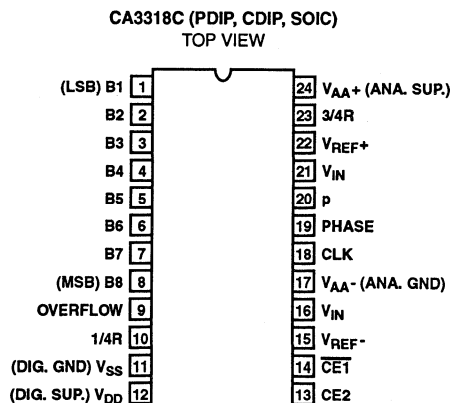 CA3318C (PDIP, CDIP, SOIC)
TOP VIEW
(LSB) B1 1
B2 2
B3 3
B4 4
B5 5
B6 6
B7 7
(MSB) B8 8
OVERFLOW 9
1/4R 10
(DIG. GND) VSS 11
(DIG. SUP.) VDD 12
24 VAA+ (ANA. SUP.)
23 3/4R
22 VREF+
21 VIN
20 p
19 PHASE
18 CLK
17 VAA- (ANA. GND)
16 VIN
15 VREF-
14 C̅E̅1̅
13 CE2